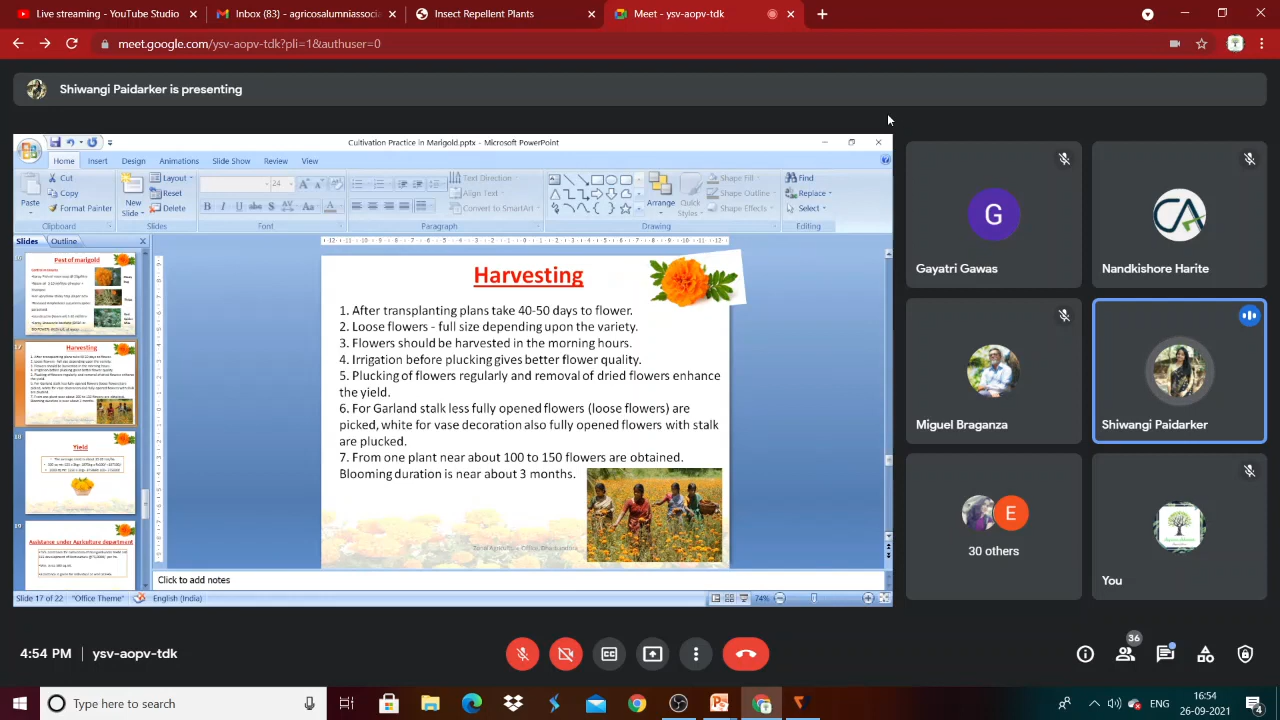 Live streaming - YouTube Studio
Inbox (83) - agricosalumniassocia
Insect Repellent Plants
Meet - ysv-aopv-tdk
meet.google.com/ysv-aopv-tdk?pli=1&authuser=0
Shiwangi Paidarker is presenting
Cultivation Practice in Marigold.pptx - Microsoft PowerPoint
Home Insert Design Animations Slide Show Review View
Paste
Cut
Copy
Format Painter
Clipboard
New Slide
Layout
Reset
Delete
Slides
24
Font
Text Direction
Align Text
Convert to SmartArt
Paragraph
Arrange
Quick Styles
Shape Fill
Shape Outline
Shape Effects
Drawing
Find
Replace
Select
Editing
Slides Outline
Pest of marigold
17
Harvesting
18
Yield
19
Assistance under Agriculture department
Harvesting
1. After transplanting plans take 40-50 days to flower.
2. Loose flowers - full size depending upon the variety.
3. Flowers should be harvested in the morning hours.
4. Irrigation before plucking gives better flower quality.
5. Plucking of flowers regularly and removal of dried flowers enhance
the yield.
6. For Garland stalk less fully opened flowers (loose flowers) are
picked, white for vase decoration also fully opened flowers with stalk
are plucked.
7. From one plant near about 100 to 150 flowers are obtained.
Blooming duration is near about 3 months.
Click to add notes
Slide 17 of 22 "Office Theme" English (India) 74%
G
Gayatri Gawas
Nandkishore Harite
Miguel Braganza
Shiwangi Paidarker
E
30 others
You
4:54 PM | ysv-aopv-tdk
36
Type here to search
ENG
16:54
26-09-2021
4